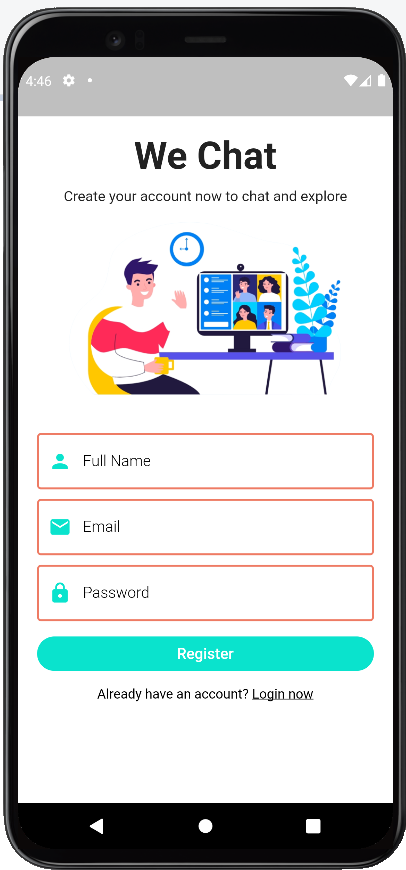 4:46
We Chat
Create your account now to chat and explore
Full Name
Email
Password
Register
Already have an account? Login now